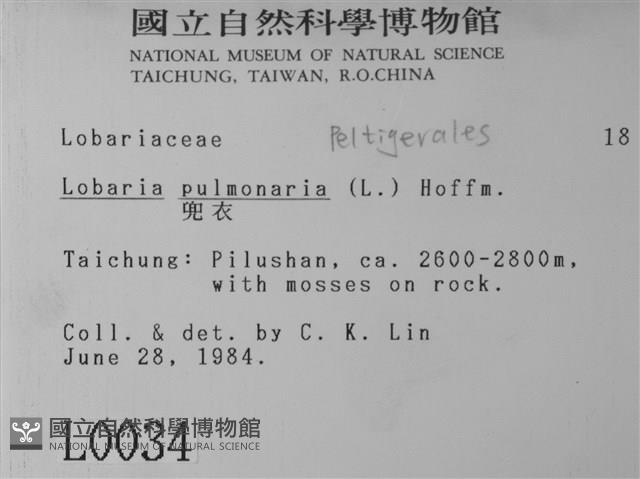 國立自然科學博物館
NATIONAL MUSEUM OF NATURAL SCIENCE
TAICHUNG, TAIWAN, R.O.CHINA
Lobariaceae Peltigerales 18
Lobaria pulmonaria (L.) Hoffm.
兜衣
Taichung: Pilushan, ca. 2600-2800m,
with mosses on rock.
Coll. & det. by C. K. Lin
June 28, 1984.
國立自然科學博物館
NATIONAL MUSEUM OF NATURAL SCIENCE
L0034